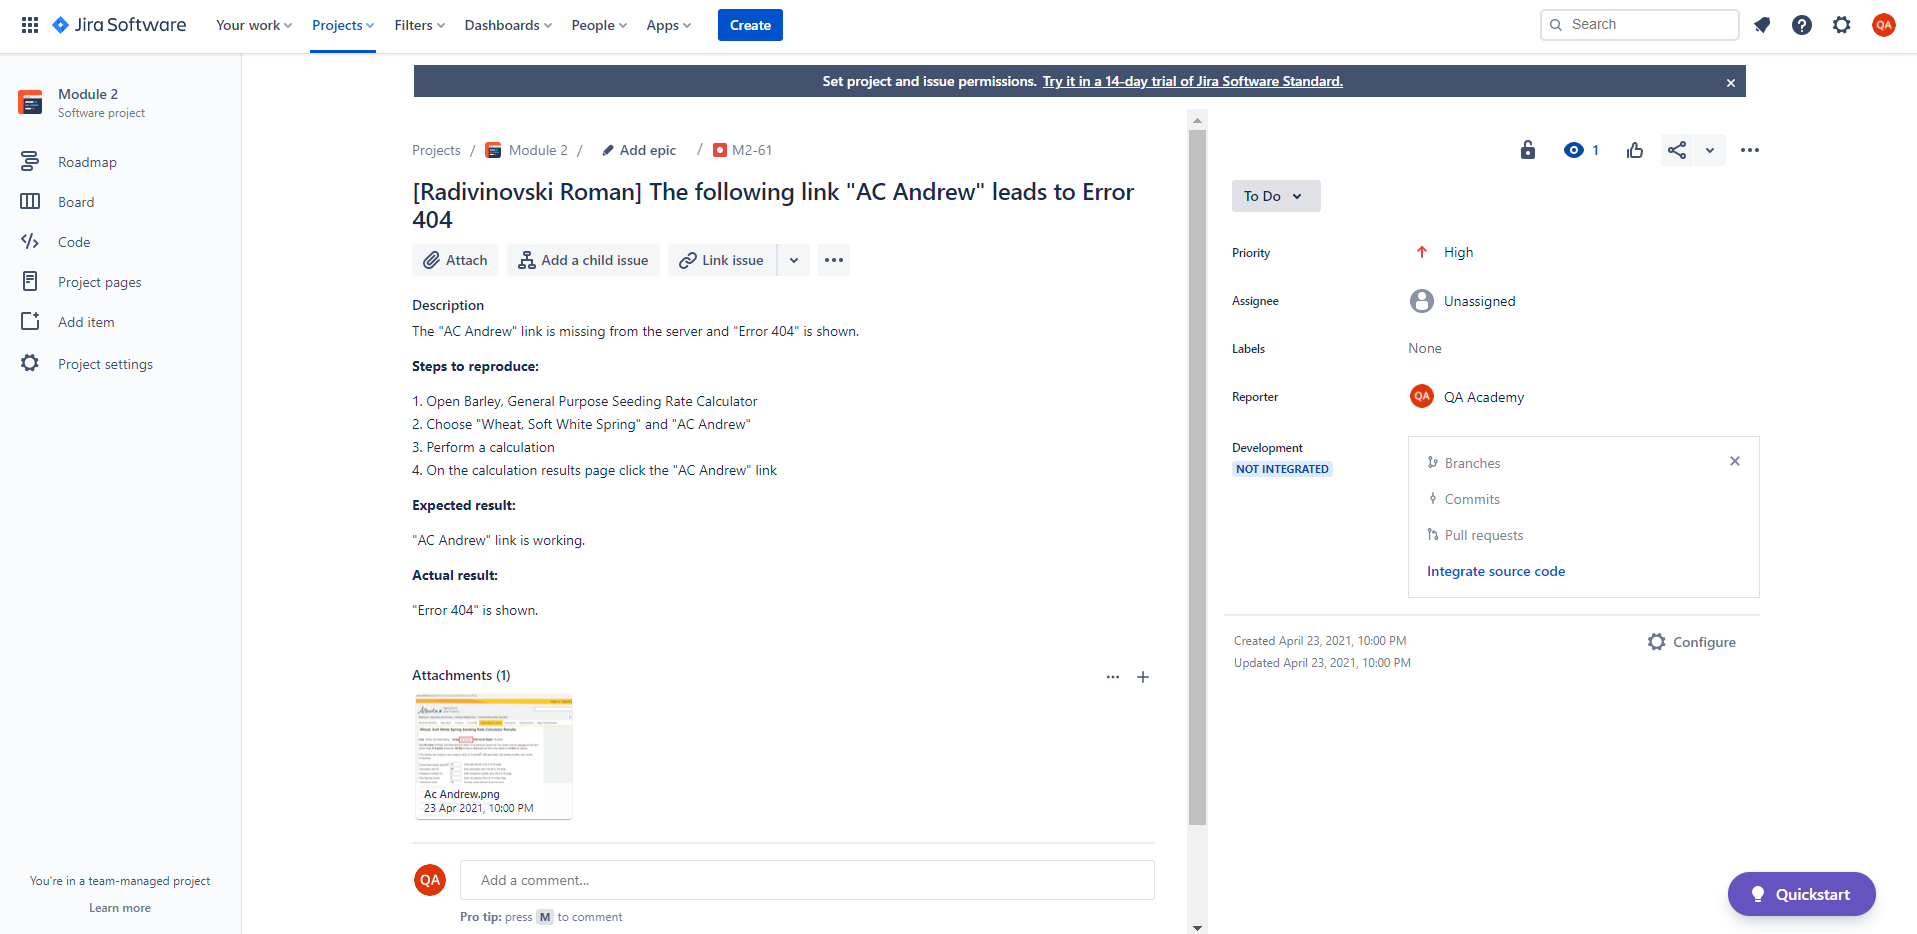 Jira Software Your work Projects Filters Dashboards People Apps Create Search QA
Set project and issue permissions. Try it in a 14-day trial of Jira Software Standard.
Module 2
Software project
Roadmap
Board
Code
Project pages
Add item
Project settings
You're in a team-managed project
Learn more
Projects / Module 2 / Add epic / M2-61
[Radivinovski Roman] The following link "AC Andrew" leads to Error
404
Attach Add a child issue Link issue
Description
The "AC Andrew" link is missing from the server and "Error 404" is shown.
Steps to reproduce:
1. Open Barley, General Purpose Seeding Rate Calculator
2. Choose "Wheat, Soft White Spring" and "AC Andrew"
3. Perform a calculation
4. On the calculation results page click the "AC Andrew" link
Expected result:
"AC Andrew" link is working.
Actual result:
"Error 404" is shown.
Attachments (1)
Alberta
Wheat, Soft White Spring Seeding Rate Calculator Results
Ac Andrew.png
23 Apr 2021, 10:00 PM
QA Add a comment...
Pro tip: press M to comment
1
To Do
Priority High
Assignee Unassigned
Labels None
Reporter QA QA Academy
Development
NOT INTEGRATED
Branches
Commits
Pull requests
Integrate source code
Created April 23, 2021, 10:00 PM
Updated April 23, 2021, 10:00 PM
Configure
Quickstart